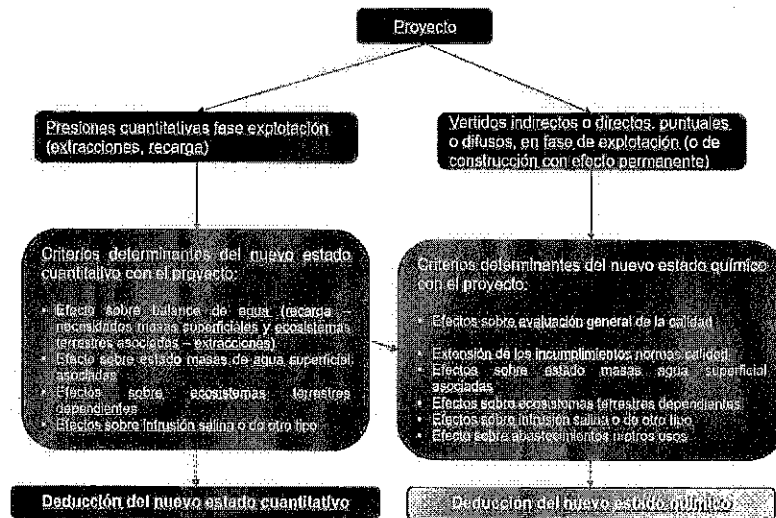 Proyecto
Presiones cuantitativas fase explotación
(extracciones, recarga)
Vertidos indirectos o directos, puntuales
o difusos, en fase de explotación (o de
construcción con efecto permanente)
Criterios determinantes del nuevo estado
cuantitativo con el proyecto:
• Efecto sobre balance de agua (recarga –
necesidades masas superficiales y ecosistemas
terrestres asociados – extracciones)
• Efecto sobre estado masas de agua superficial
asociadas
• Efectos sobre ecosistemas terrestres
dependientes
• Efectos sobre intrusión salina o de otro tipo
Criterios determinantes del nuevo estado químico
con el proyecto:
• Efectos sobre evaluación general de la calidad
• Extensión de los incumplimientos normas calidad
• Efectos sobre estado masas agua superficial
asociadas
• Efectos sobre ecosistemas terrestres dependientes
• Efectos sobre intrusión salina o de otro tipo
• Efecto sobre abastecimientos u otros usos
Deducción del nuevo estado cuantitativo
Deducción del nuevo estado químico